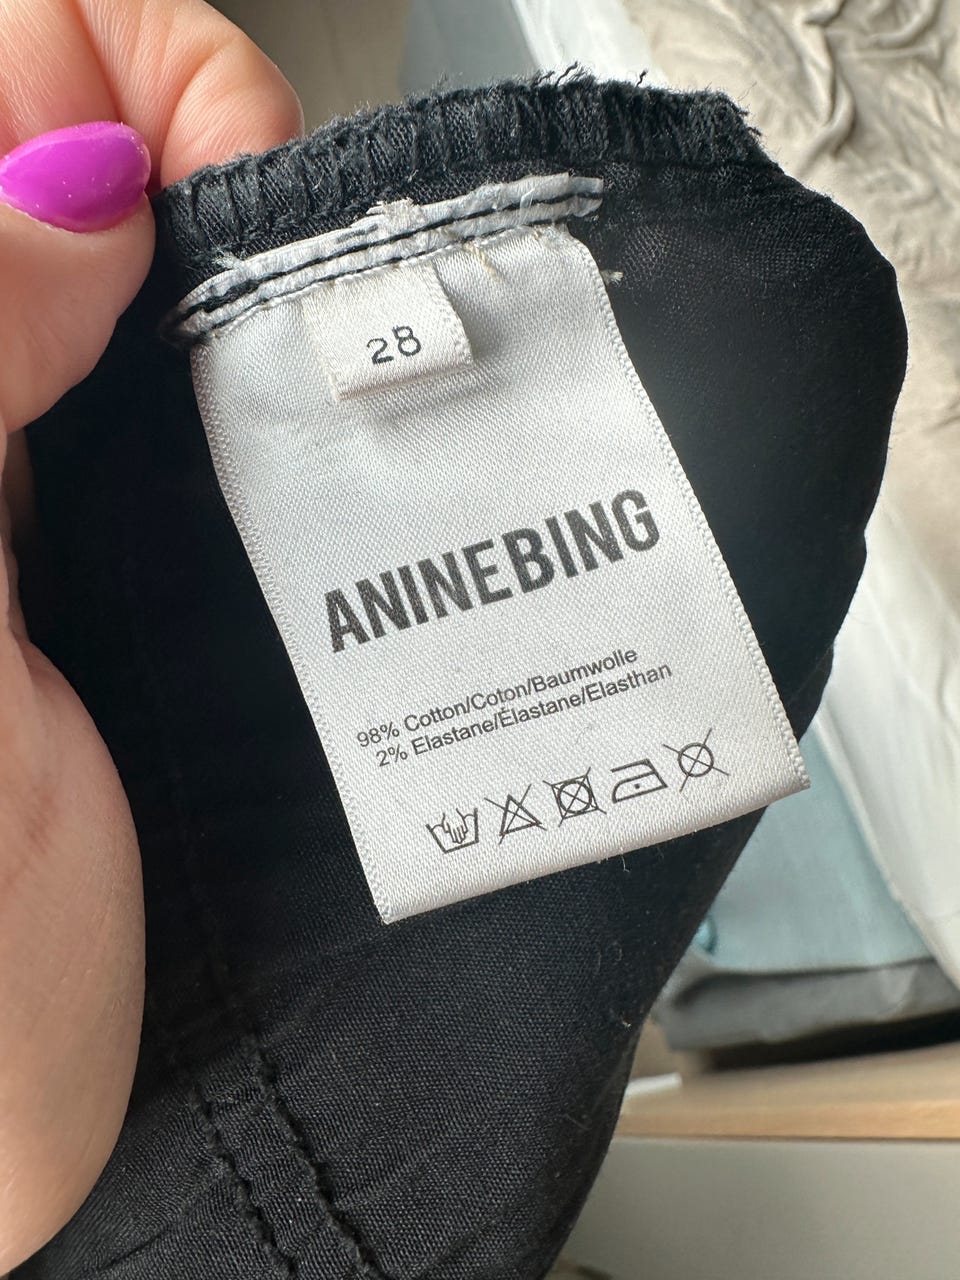 28
ANINEBING
98% Cotton/Coton/Baumwolle
2% Elastane/Élastane/Elasthan